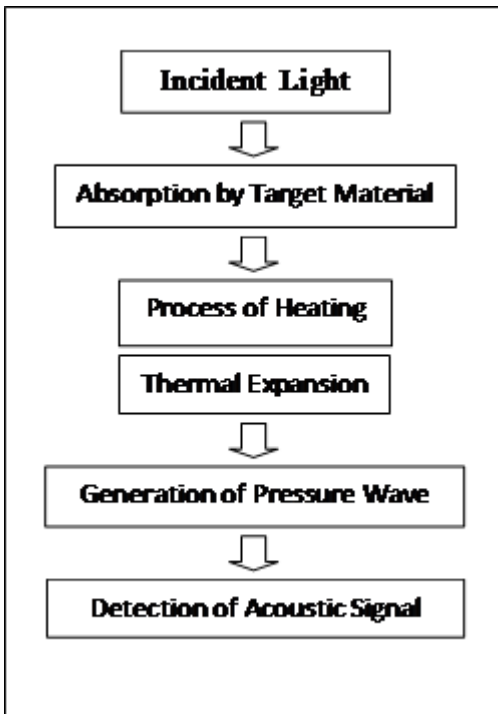 Incident Light
Absorption by Target Material
Process of Heating
Thermal Expansion
Generation of Pressure Wave
Detection of Acoustic Signal